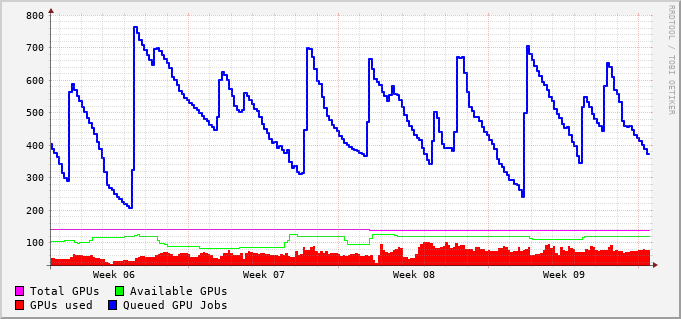 800
700
600
500
400
300
200
100
Week 06 Week 07 Week 08 Week 09
Total GPUs Available GPUs
GPUs used Queued GPU Jobs
RRDTOOL / TOBI OETIKER